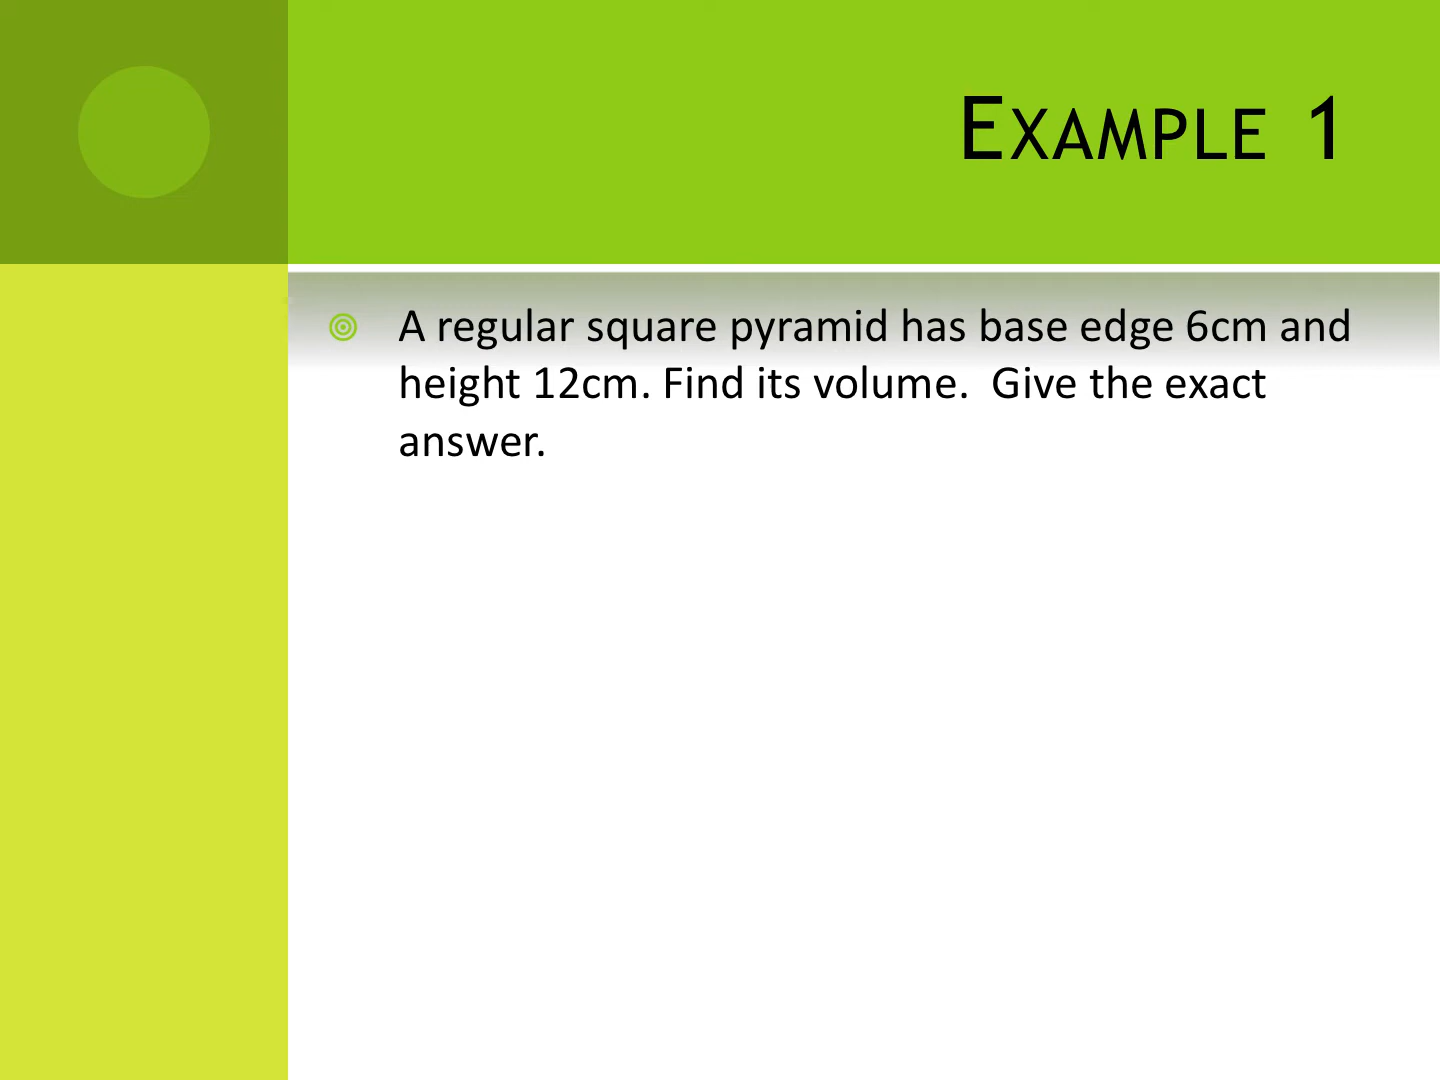 EXAMPLE 1
A regular square pyramid has base edge 6cm and
height 12cm. Find its volume.  Give the exact
answer.